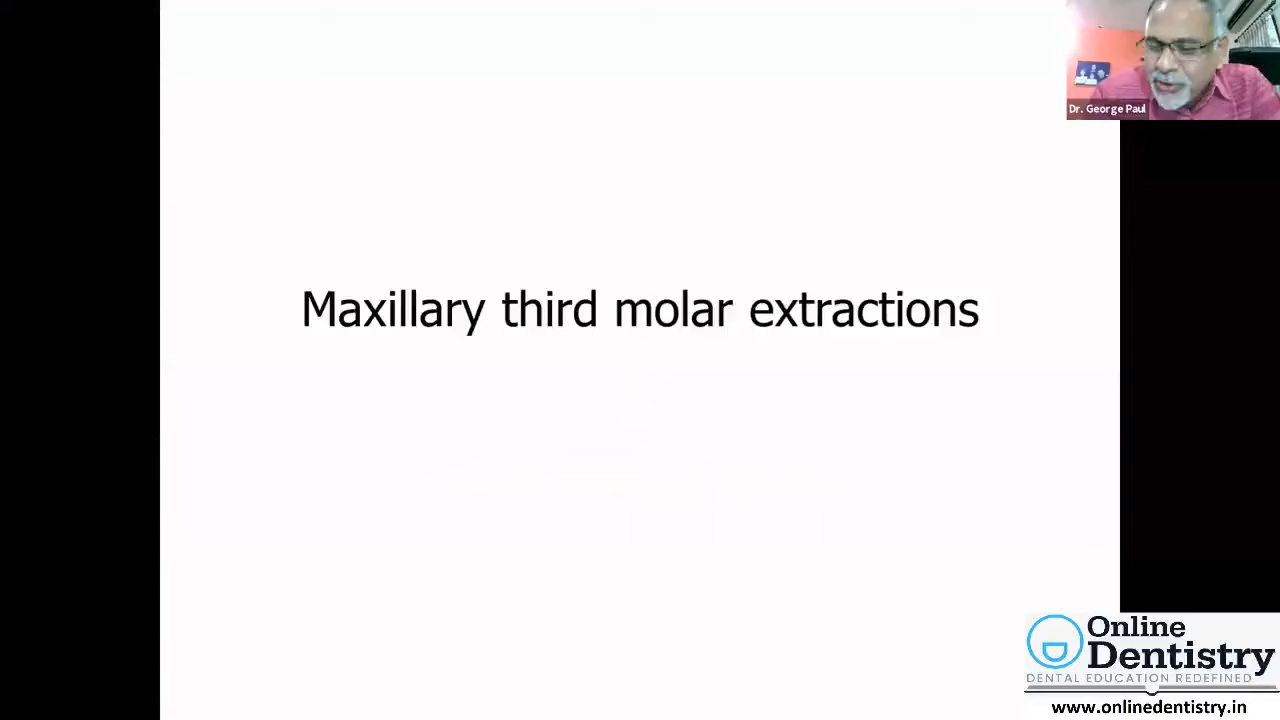 Dr. George Paul
Maxillary third molar extractions
Online
Dentistry
DENTAL EDUCATION REDEFINED
www.onlinedentistry.in